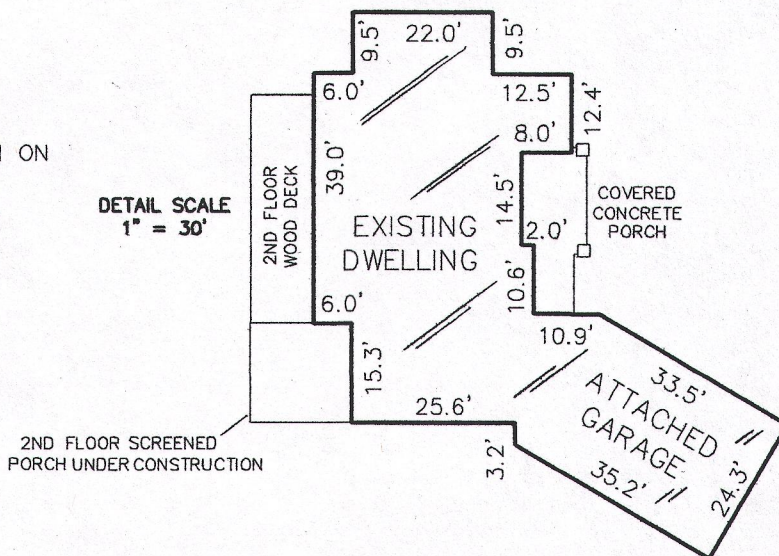 9.5'
22.0'
9.5'
6.0'
12.5'
12.4'
8.0'
ON
39.0'
2ND FLOOR
WOOD DECK
DETAIL SCALE
1" = 30'
14.5'
COVERED
CONCRETE
PORCH
EXISTING
DWELLING
2.0'
10.6'
6.0'
10.9'
15.3'
33.5'
ATTACHED
GARAGE
25.6'
2ND FLOOR SCREENED
PORCH UNDER CONSTRUCTION
3.2'
35.2'
24.3'